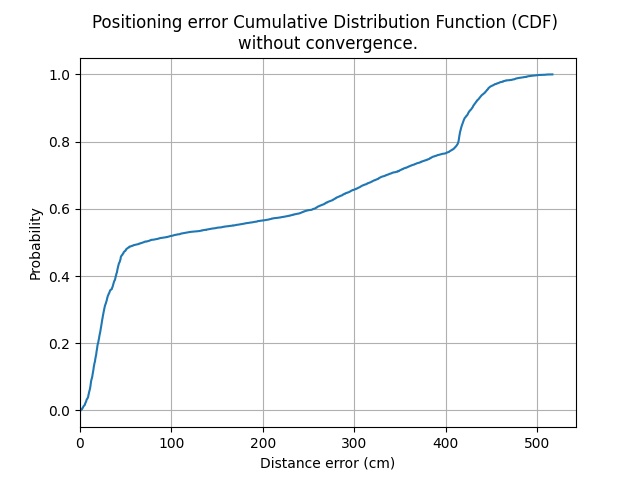 Positioning error Cumulative Distribution Function (CDF)
without convergence.
1.0
0.8
0.6
0.4
0.2
0.0
Probability
0 100 200 300 400 500
Distance error (cm)